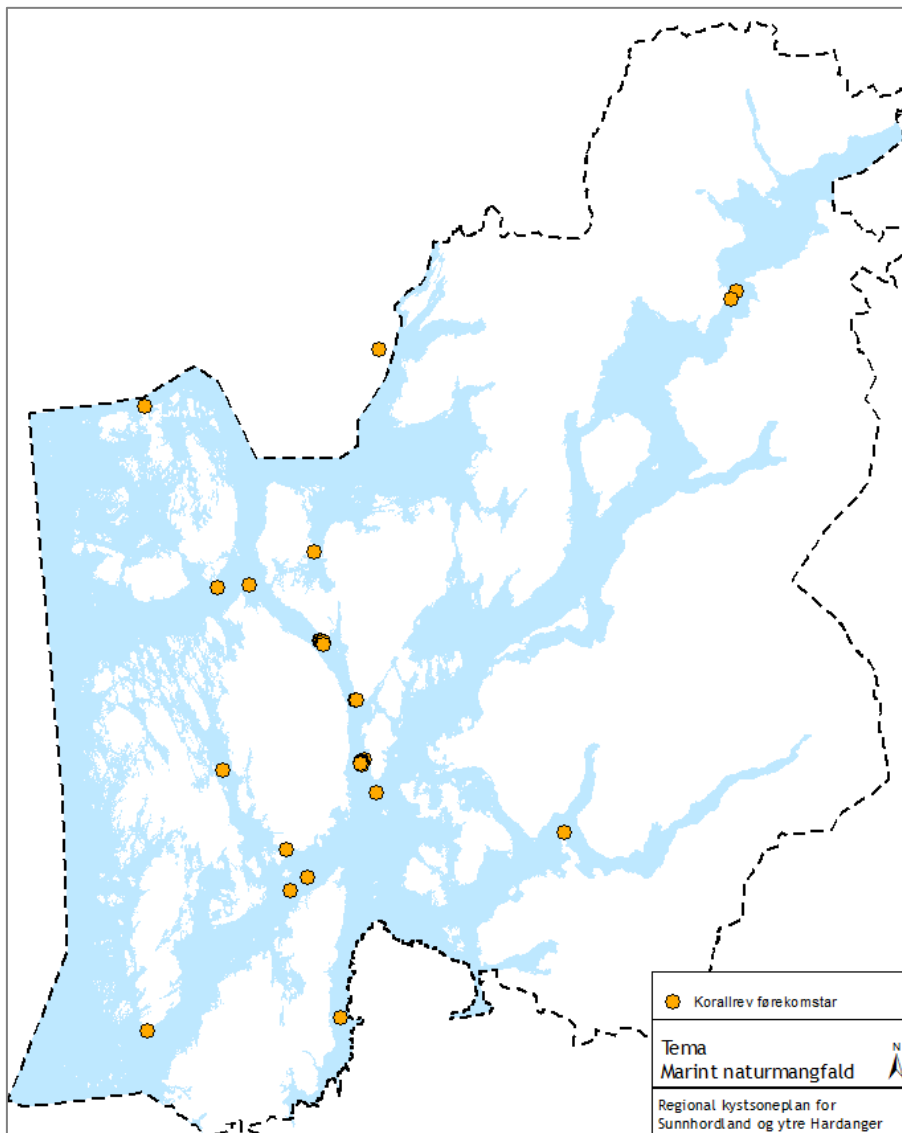 Korallrev førekomstar
Tema
Marint naturmangfald
N
Regional kystsoneplan for
Sunnhordland og ytre Hardanger